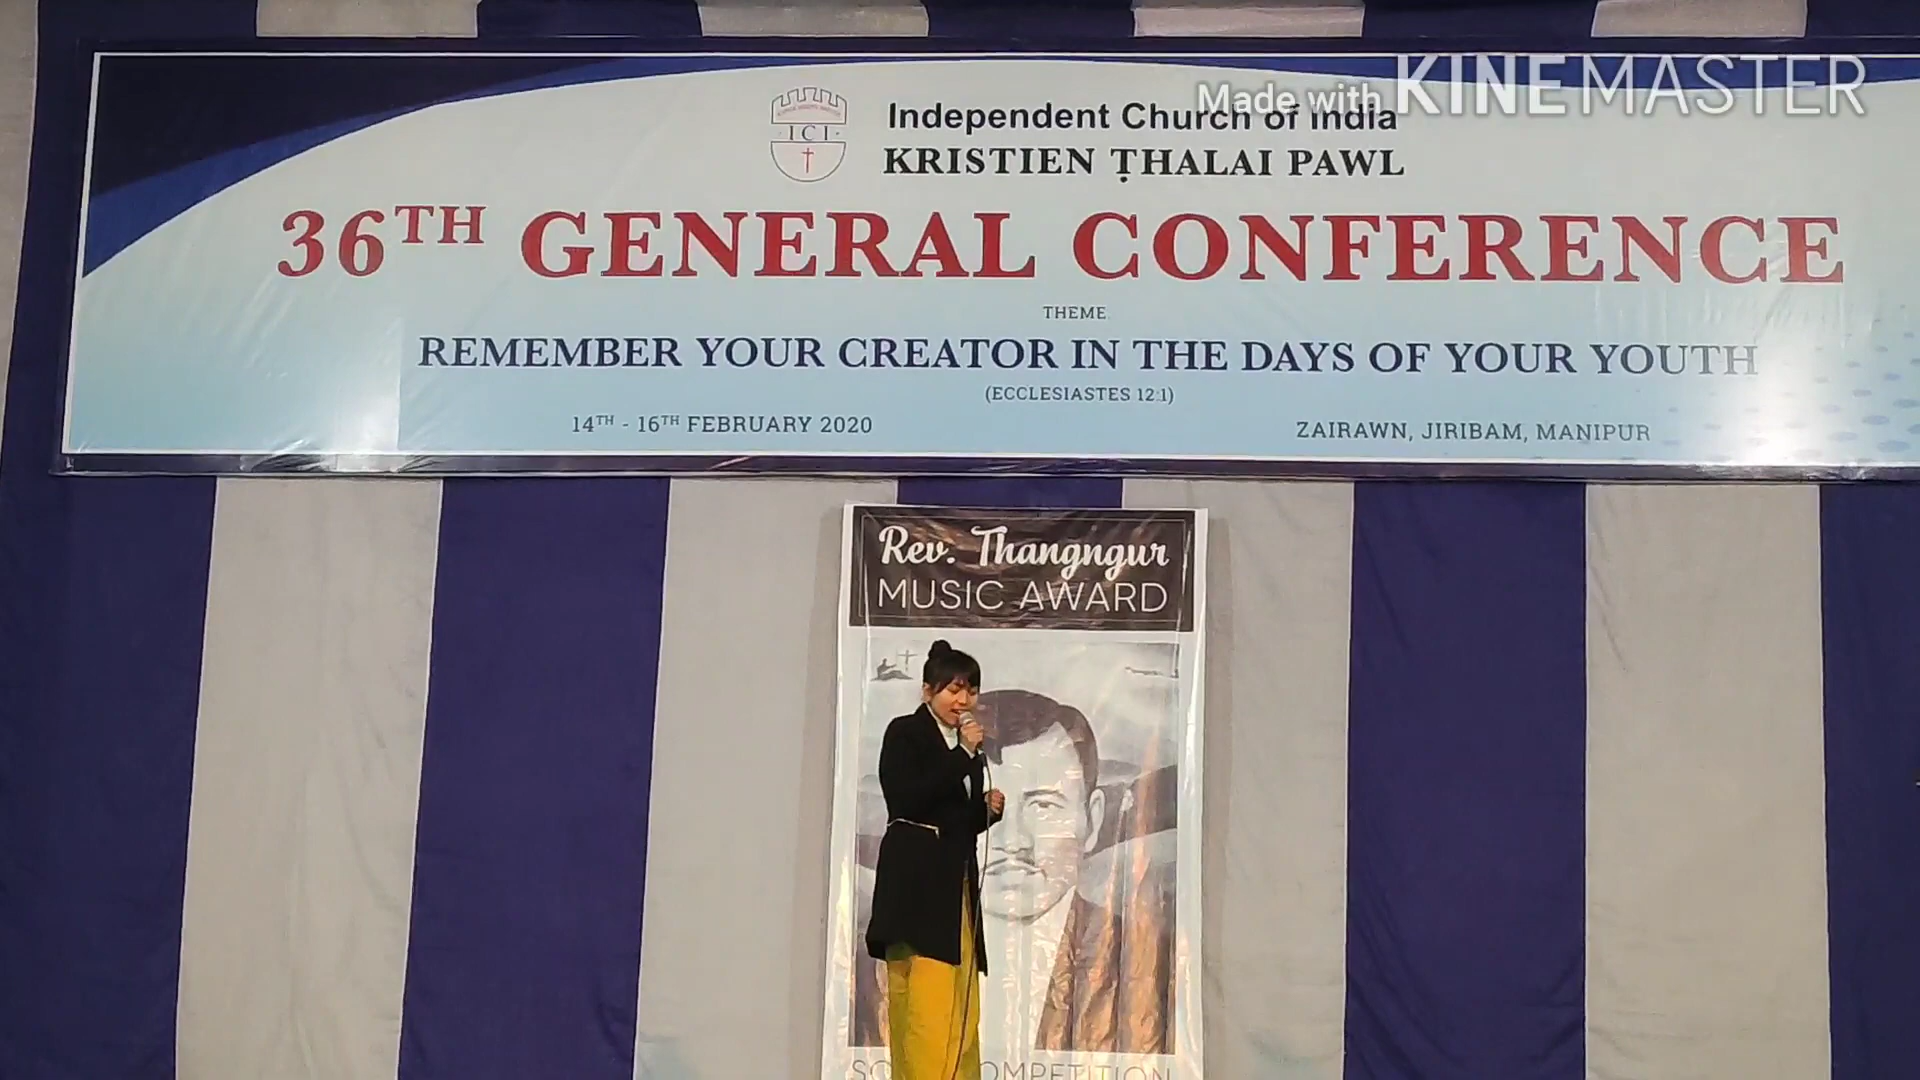 Made with KINEMASTER
ICI
Independent Church of India
KRISTIEN ṬHALAI PAWL
36TH GENERAL CONFERENCE
THEME
REMEMBER YOUR CREATOR IN THE DAYS OF YOUR YOUTH
(ECCLESIASTES 12:1)
14TH - 16TH FEBRUARY 2020
ZAIRAWN, JIRIBAM, MANIPUR
Rev. Thangngur
MUSIC AWARD